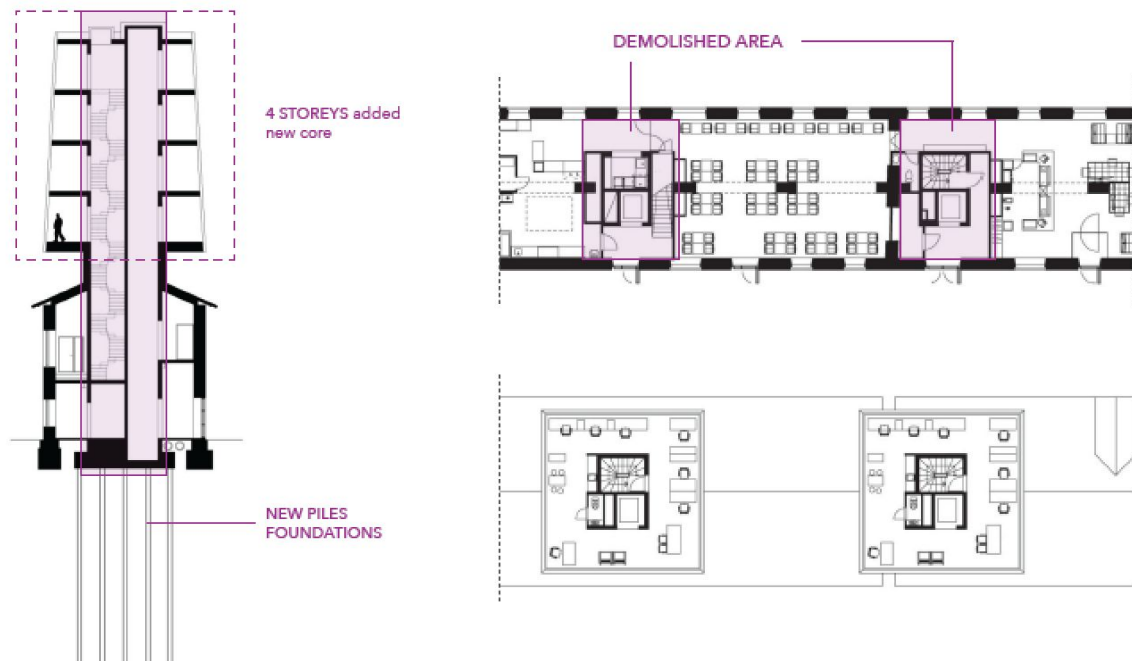 DEMOLISHED AREA
4 STOREYS added
new core
NEW PILES
FOUNDATIONS